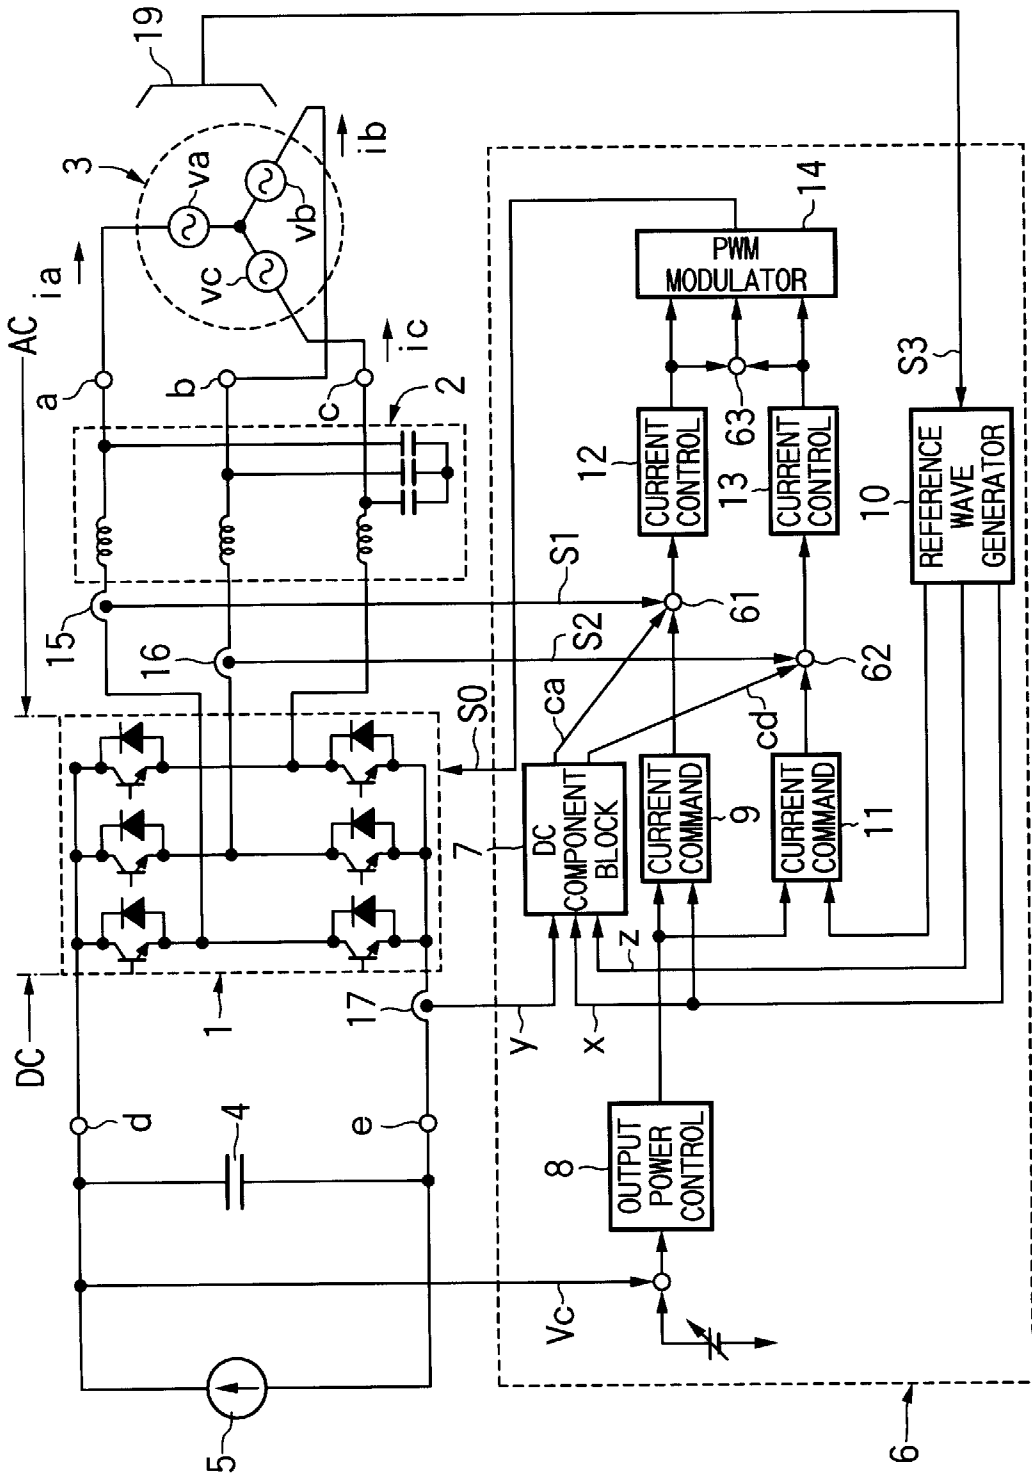 DC
AC
ia
3
19
va
vb
vc
ib
ic
a
b
c
d
e
1
2
4
5
15
16
17
S0
S1
S2
S3
Vc
y
x
z
ca
cd
7
DC
COMPONENT
BLOCK
8
OUTPUT
POWER
CONTROL
9
CURRENT
COMMAND
11
CURRENT
COMMAND
61
62
63
12
CURRENT
CONTROL
13
CURRENT
CONTROL
14
PWM
MODULATOR
10
REFERENCE
WAVE
GENERATOR
6